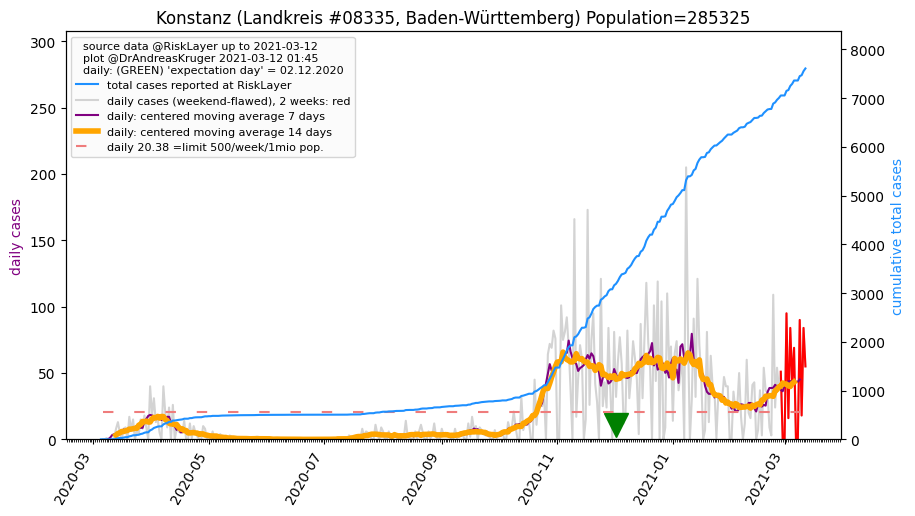 Konstanz (Landkreis #08335, Baden-Württemberg) Population=285325
source data @RiskLayer up to 2021-03-12
plot @DrAndreasKruger 2021-03-12 01:45
daily: (GREEN) 'expectation day' = 02.12.2020
total cases reported at RiskLayer
daily cases (weekend-flawed), 2 weeks: red
daily: centered moving average 7 days
daily: centered moving average 14 days
daily 20.38 =limit 500/week/1mio pop.
daily cases
300
250
200
150
100
50
0
cumulative total cases
8000
7000
6000
5000
4000
3000
2000
1000
0
2020-03
2020-05
2020-07
2020-09
2020-11
2021-01
2021-03